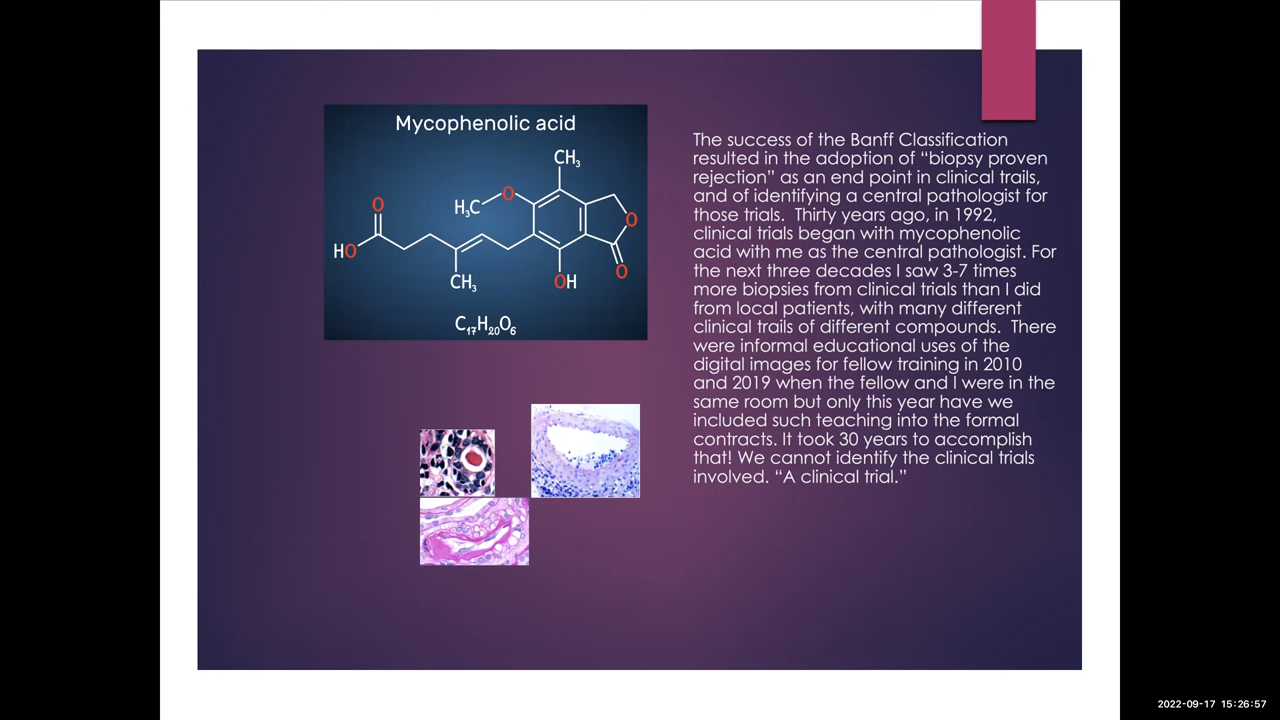 Mycophenolic acid
CH₃
O
H₃C
O
HO
O
O
CH₃
OH
C₁₇H₂₀O₆
The success of the Banff Classification
resulted in the adoption of “biopsy proven
rejection” as an end point in clinical trails,
and of identifying a central pathologist for
those trials.  Thirty years ago, in 1992,
clinical trials began with mycophenolic
acid with me as the central pathologist. For
the next three decades I saw 3-7 times
more biopsies from clinical trials than I did
from local patients, with many different
clinical trails of different compounds.  There
were informal educational uses of the
digital images for fellow training in 2010
and 2019 when the fellow and I were in the
same room but only this year have we
included such teaching into the formal
contracts. It took 30 years to accomplish
that! We cannot identify the clinical trials
involved. “A clinical trial.”
2022-09-17 15:26:57